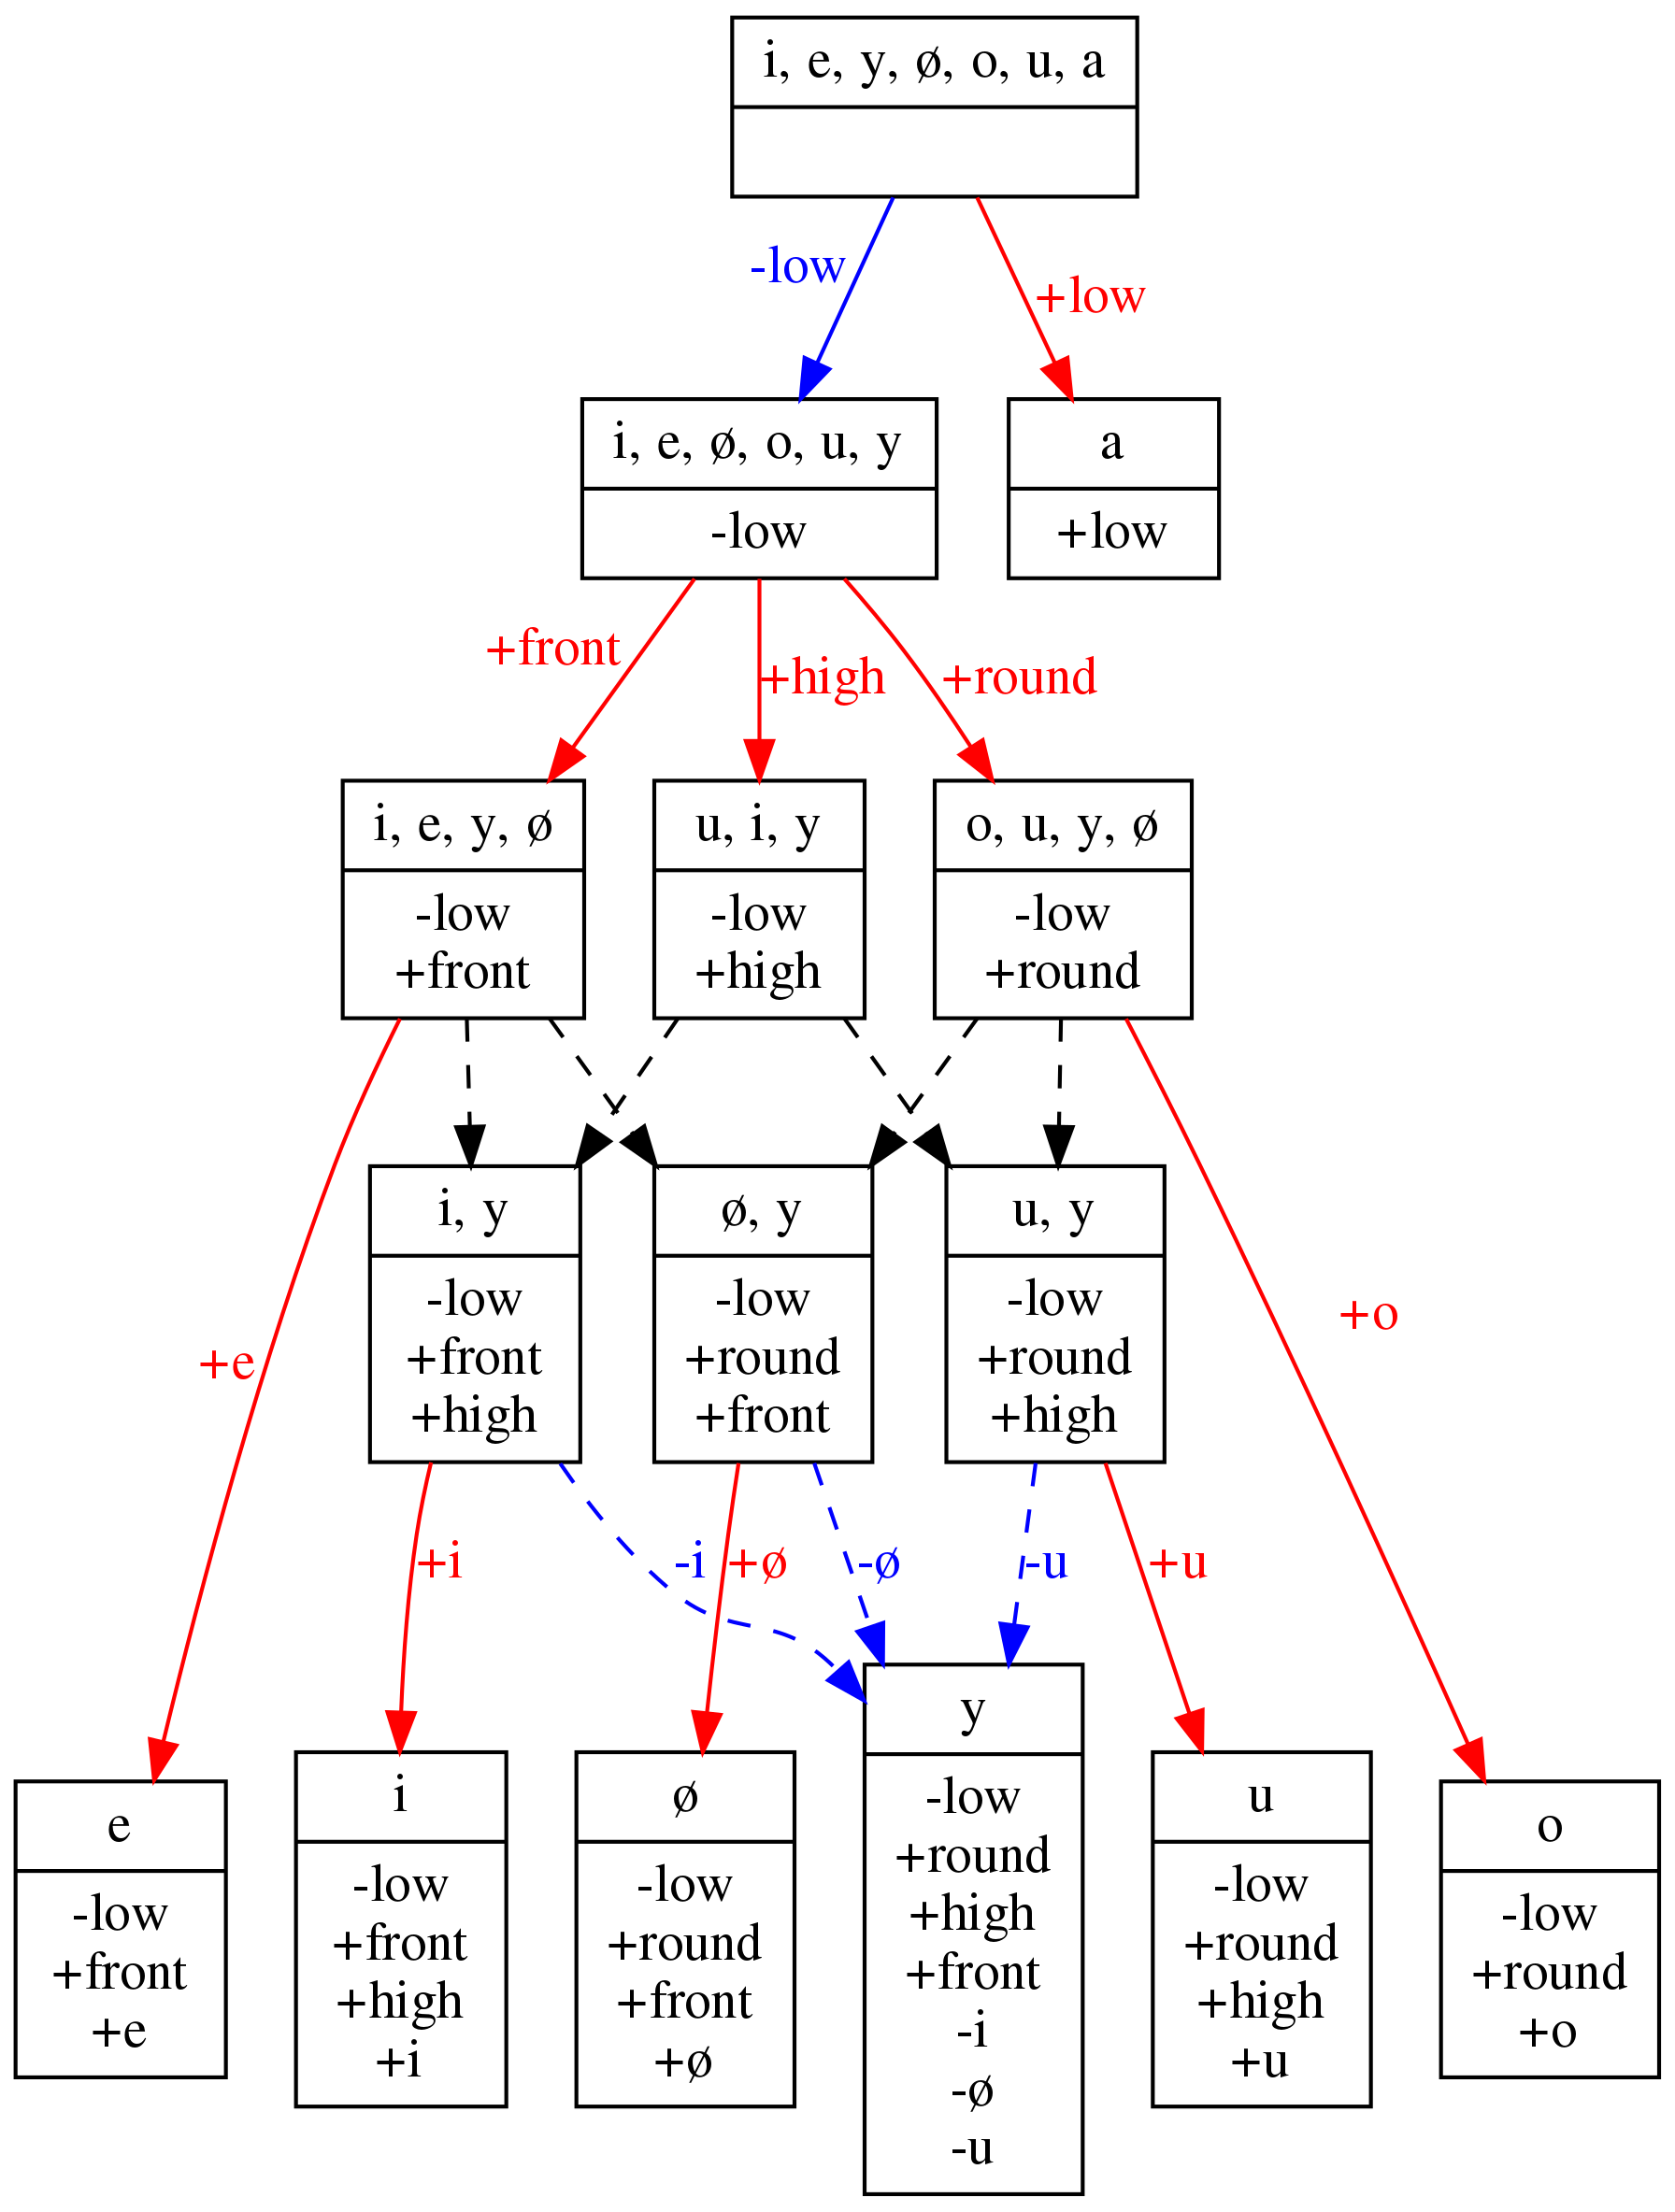 i, e, y, ø, o, u, a
-low
+low
i, e, ø, o, u, y
-low
a
+low
+front
+high
+round
i, e, y, ø
-low
+front
u, i, y
-low
+high
o, u, y, ø
-low
+round
i, y
-low
+front
+high
ø, y
-low
+round
+front
u, y
-low
+round
+high
+e
+o
+i
-i
+ø
-ø
-u
+u
e
-low
+front
+e
i
-low
+front
+high
+i
ø
-low
+round
+front
+ø
y
-low
+round
+high
+front
-i
-ø
-u
u
-low
+round
+high
+u
o
-low
+round
+o